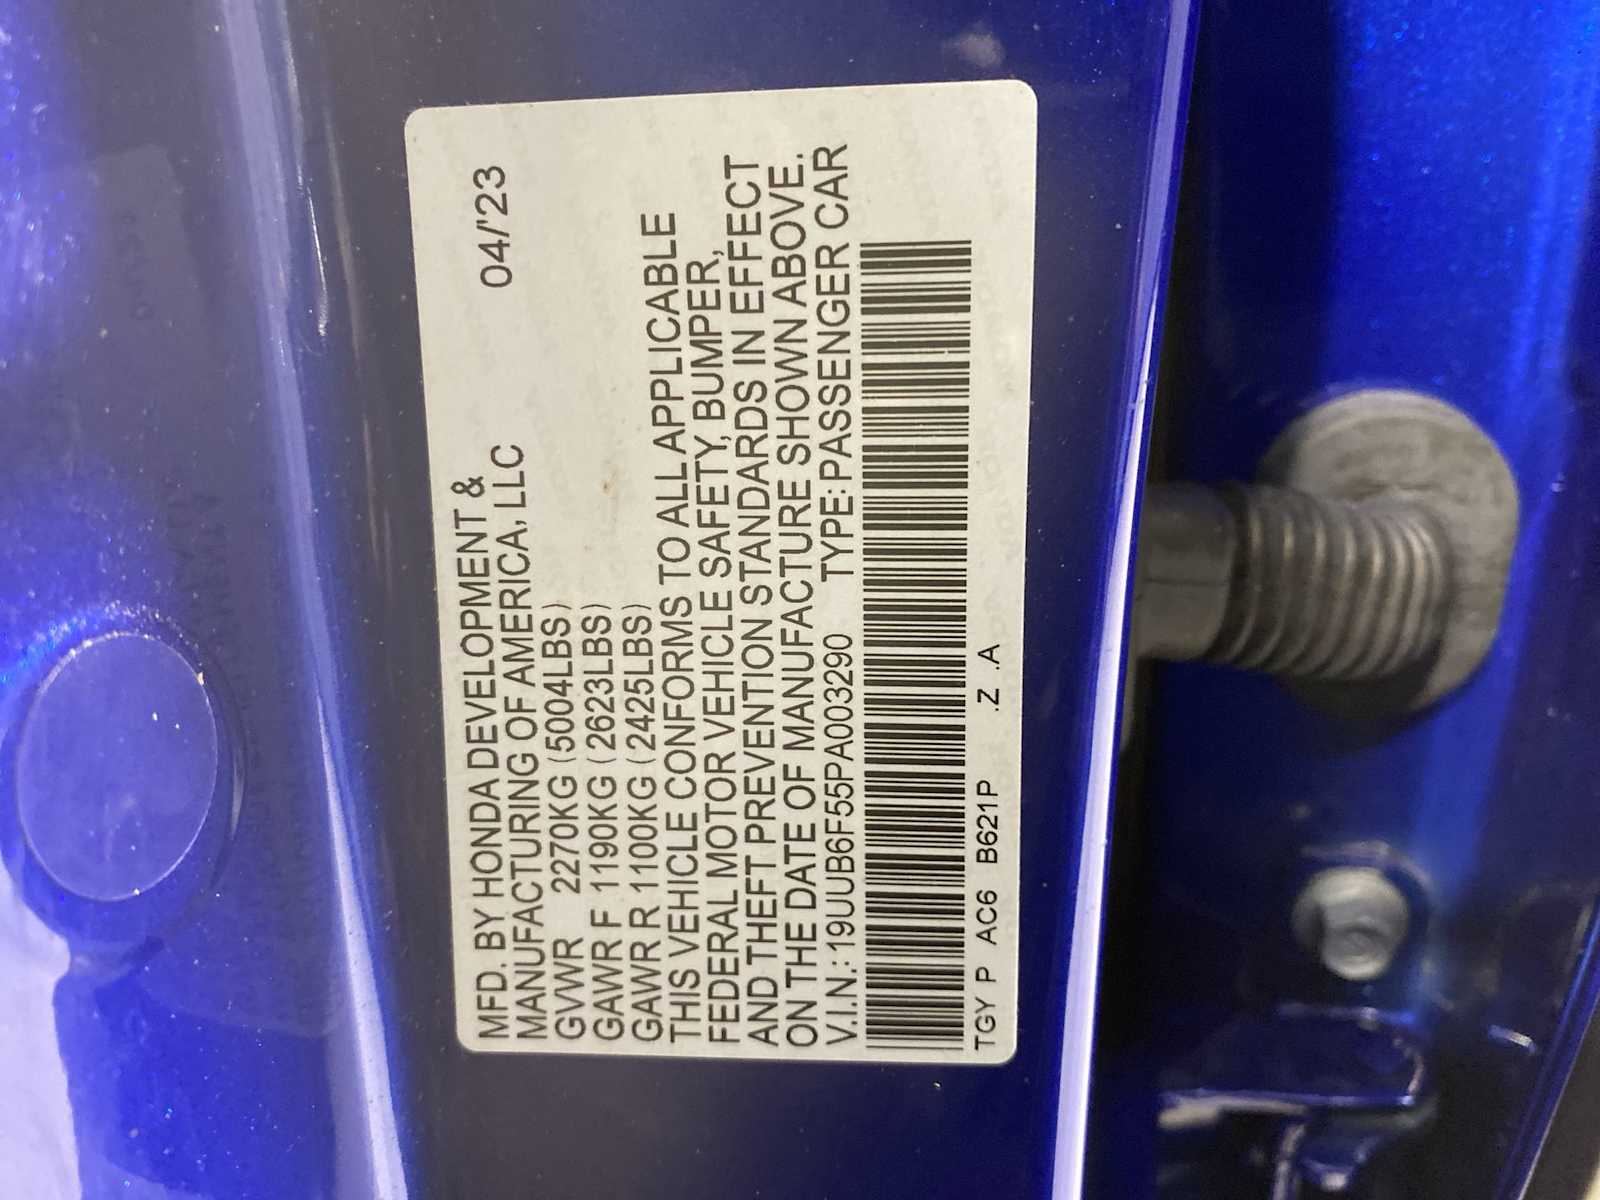 MFD. BY HONDA DEVELOPMENT &
MANUFACTURING OF AMERICA, LLC 04/'23
GVWR 2270KG (5004LBS)
GAWR F 1190KG (2623LBS)
GAWR R 1100KG (2425LBS)
THIS VEHICLE CONFORMS TO ALL APPLICABLE
FEDERAL MOTOR VEHICLE SAFETY, BUMPER,
AND THEFT PREVENTION STANDARDS IN EFFECT
ON THE DATE OF MANUFACTURE SHOWN ABOVE.
V.I.N.: 19UUB6F55PA003290 TYPE: PASSENGER CAR
TGY P AC6 B621P .Z .A